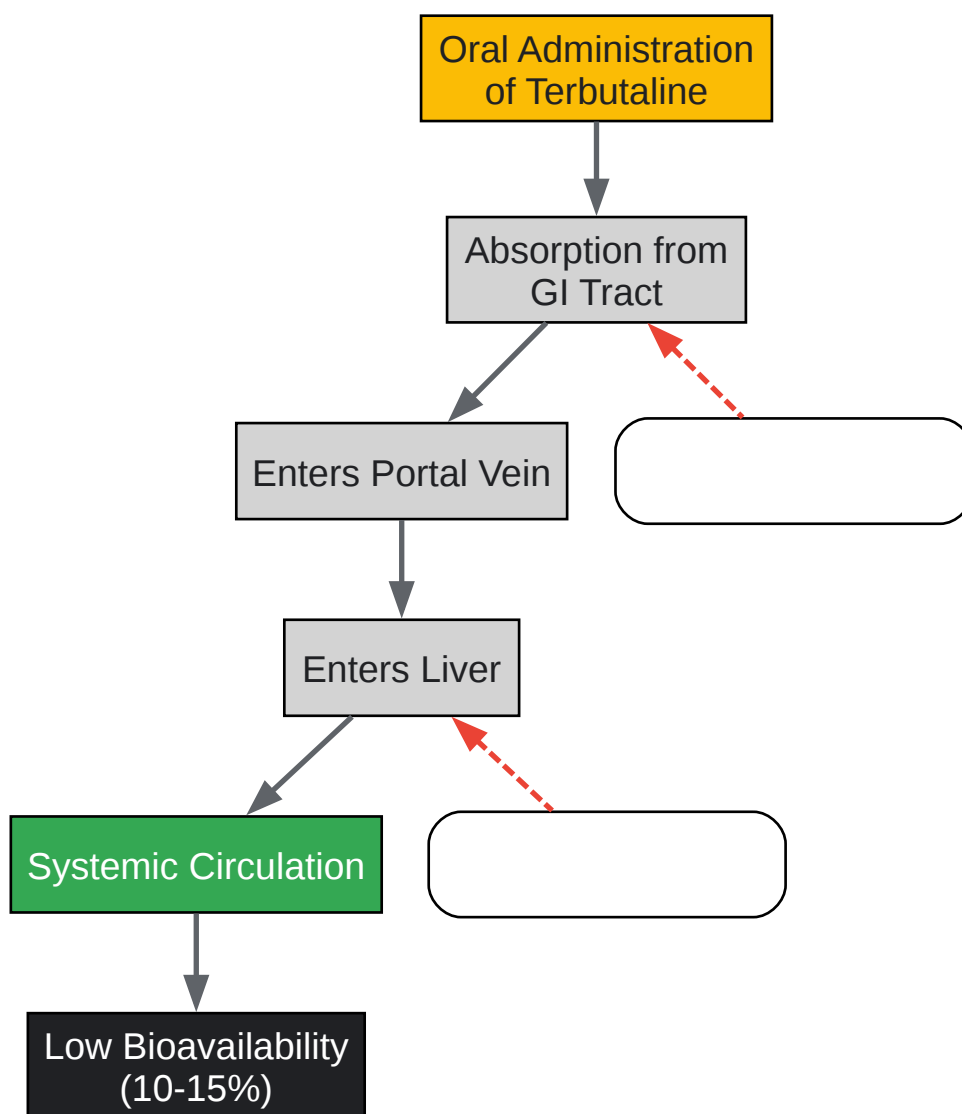 Oral Administration
of Terbutaline
Absorption from
GI Tract
Enters Portal Vein
Enters Liver
Systemic Circulation
Low Bioavailability
(10-15%)